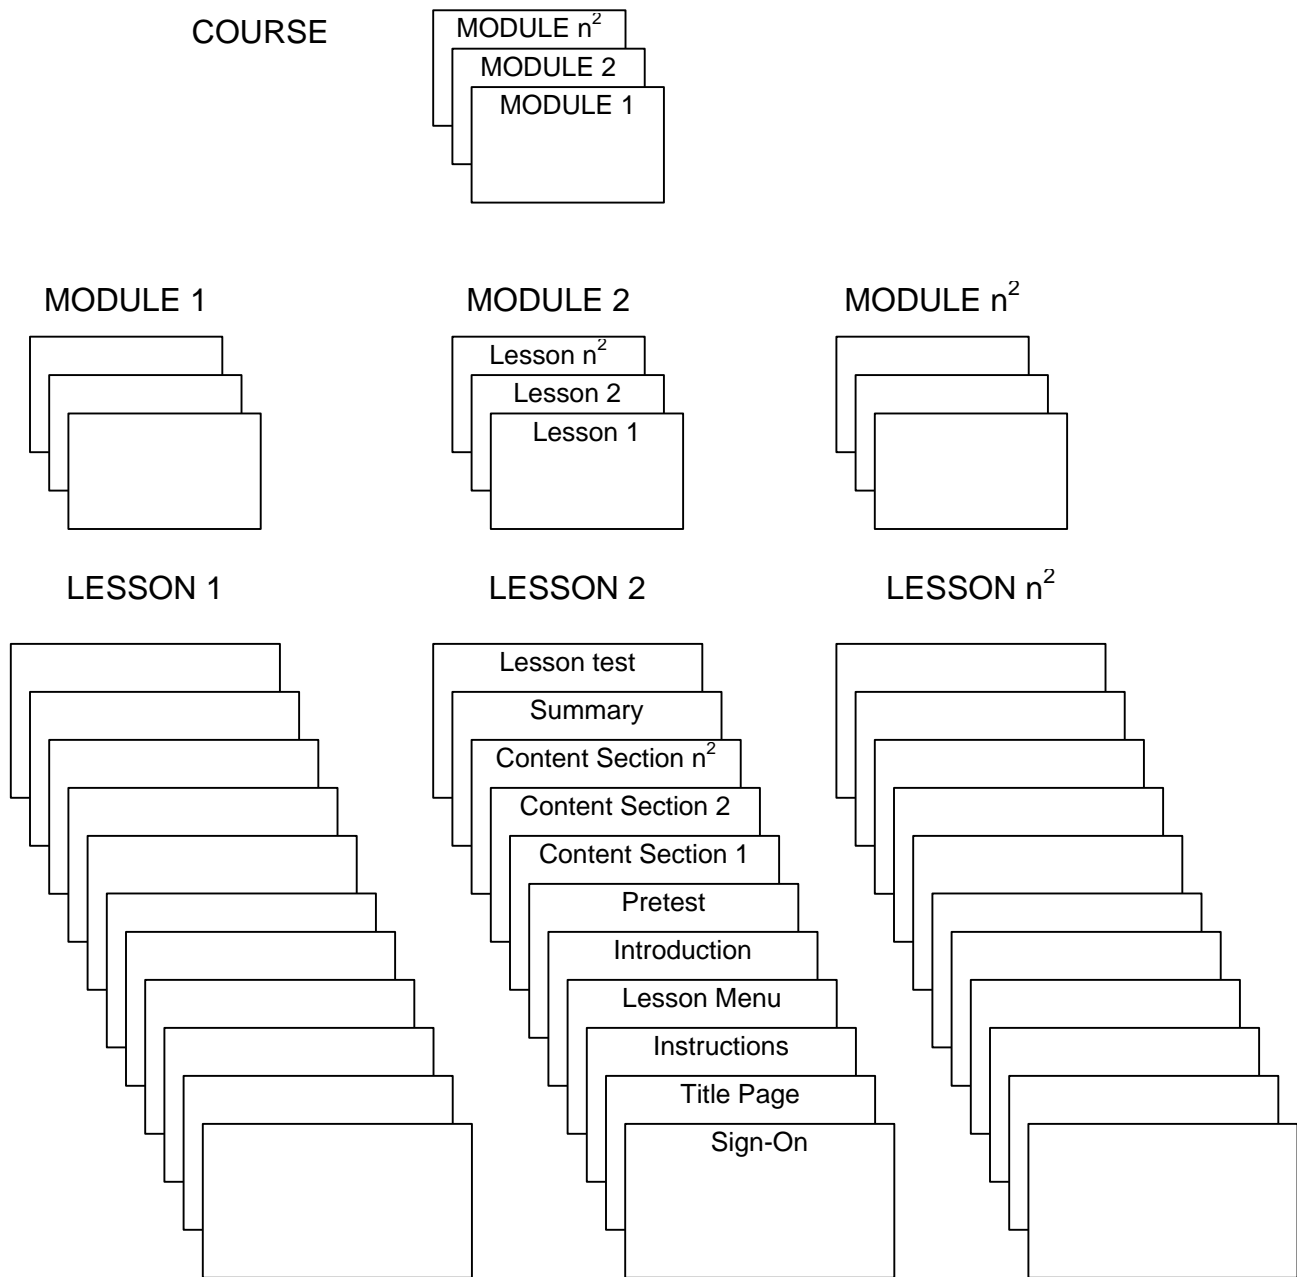 COURSE
MODULE n²
MODULE 2
MODULE 1
MODULE 1
MODULE 2
MODULE n²
Lesson n²
Lesson 2
Lesson 1
LESSON 1
LESSON 2
LESSON n²
Lesson test
Summary
Content Section n²
Content Section 2
Content Section 1
Pretest
Introduction
Lesson Menu
Instructions
Title Page
Sign-On